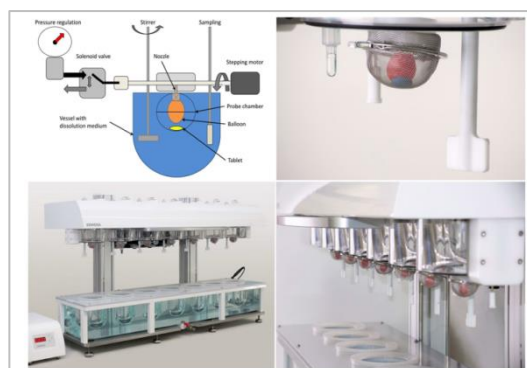 Pressure regulation
Stirrer
Sampling
Solenoid valve
Nozzle
Stepping motor
Probe chamber
Balloon
Vessel with
dissolution medium
Tablet